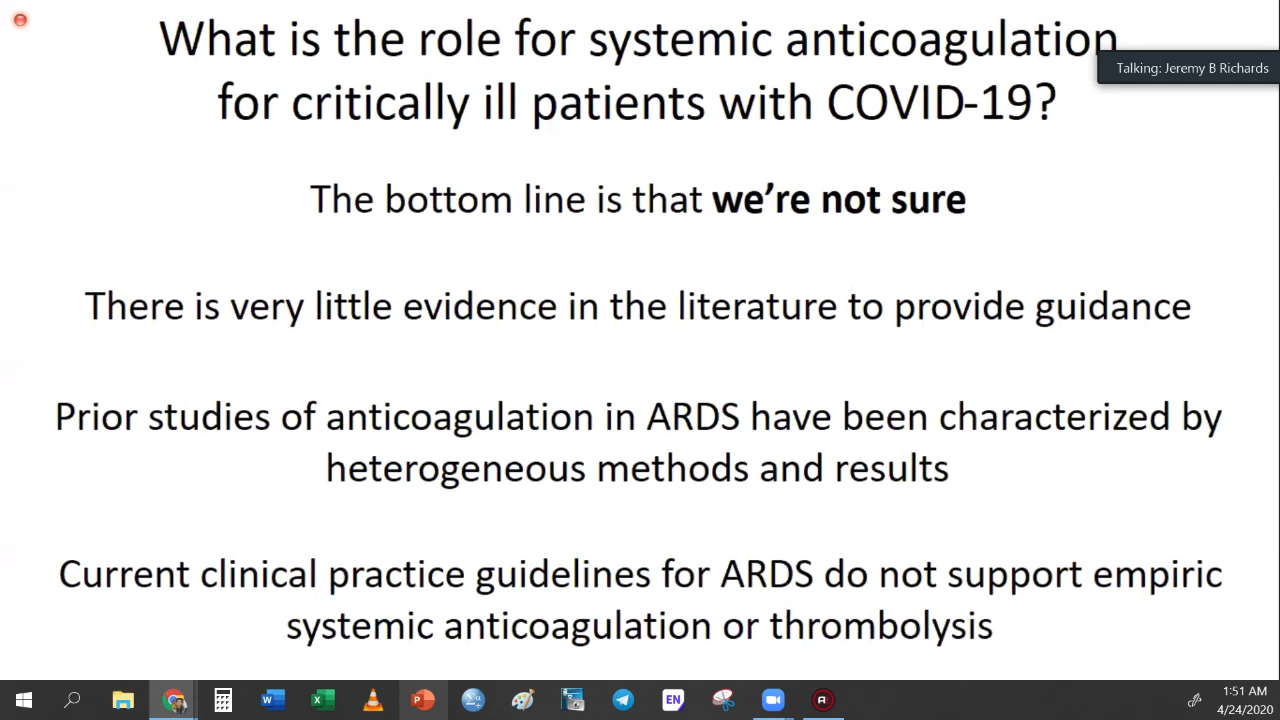 What is the role for systemic anticoagulation
Talking: Jeremy B Richards
for critically ill patients with COVID-19?
The bottom line is that we're not sure
There is very little evidence in the literature to provide guidance
Prior studies of anticoagulation in ARDS have been characterized by
heterogeneous methods and results
Current clinical practice guidelines for ARDS do not support empiric
systemic anticoagulation or thrombolysis
EN
1:51 AM
4/24/2020